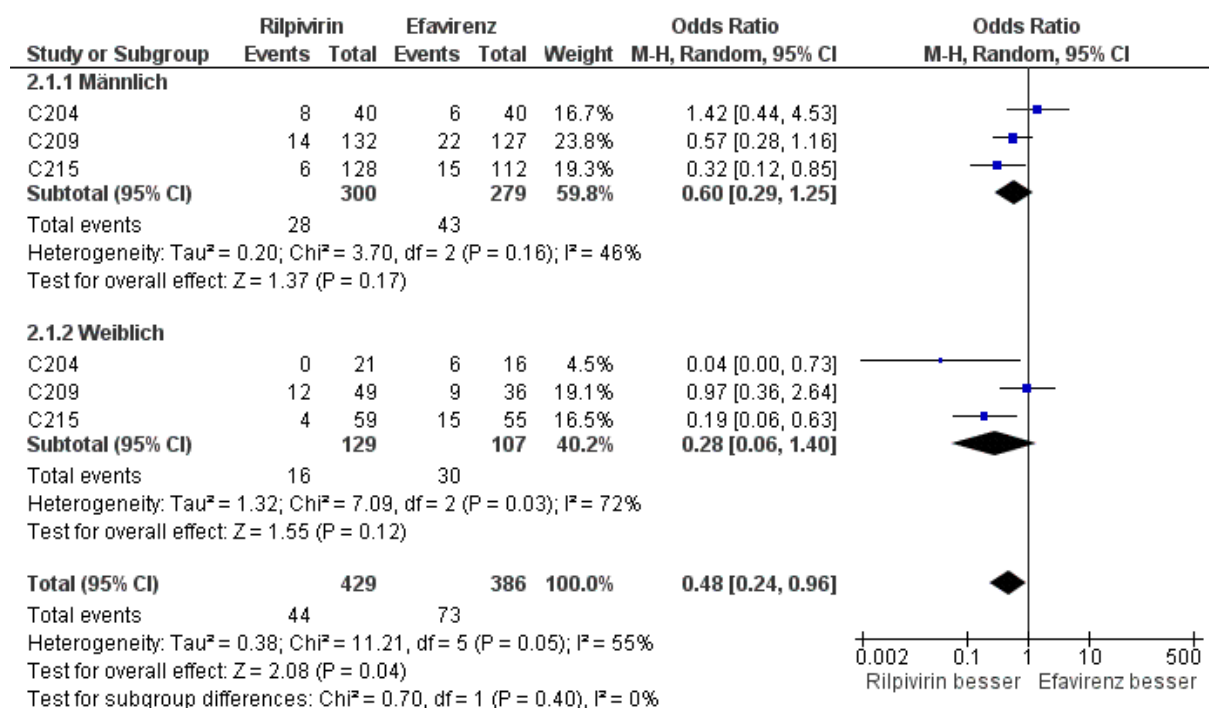 Rilpivirin Efavirenz Odds Ratio Odds Ratio
Study or Subgroup Events Total Events Total Weight M-H, Random, 95% CI M-H, Random, 95% CI
2.1.1 Männlich
C204 8 40 6 40 16.7% 1.42 [0.44, 4.53]
C209 14 132 22 127 23.8% 0.57 [0.28, 1.16]
C215 6 128 15 112 19.3% 0.32 [0.12, 0.85]
Subtotal (95% CI) 300 279 59.8% 0.60 [0.29, 1.25]
Total events 28 43
Heterogeneity: Tau² = 0.20; Chi² = 3.70, df = 2 (P = 0.16); I² = 46%
Test for overall effect: Z = 1.37 (P = 0.17)
2.1.2 Weiblich
C204 0 21 6 16 4.5% 0.04 [0.00, 0.73]
C209 12 49 9 36 19.1% 0.97 [0.36, 2.64]
C215 4 59 15 55 16.5% 0.19 [0.06, 0.63]
Subtotal (95% CI) 129 107 40.2% 0.28 [0.06, 1.40]
Total events 16 30
Heterogeneity: Tau² = 1.32; Chi² = 7.09, df = 2 (P = 0.03); I² = 72%
Test for overall effect: Z = 1.55 (P = 0.12)
Total (95% CI) 429 386 100.0% 0.48 [0.24, 0.96]
Total events 44 73
Heterogeneity: Tau² = 0.38; Chi² = 11.21, df = 5 (P = 0.05); I² = 55%
Test for overall effect: Z = 2.08 (P = 0.04)
Test for subgroup differences: Chi² = 0.70, df = 1 (P = 0.40), I² = 0%
0.002 0.1 1 10 500
Rilpivirin besser Efavirenz besser